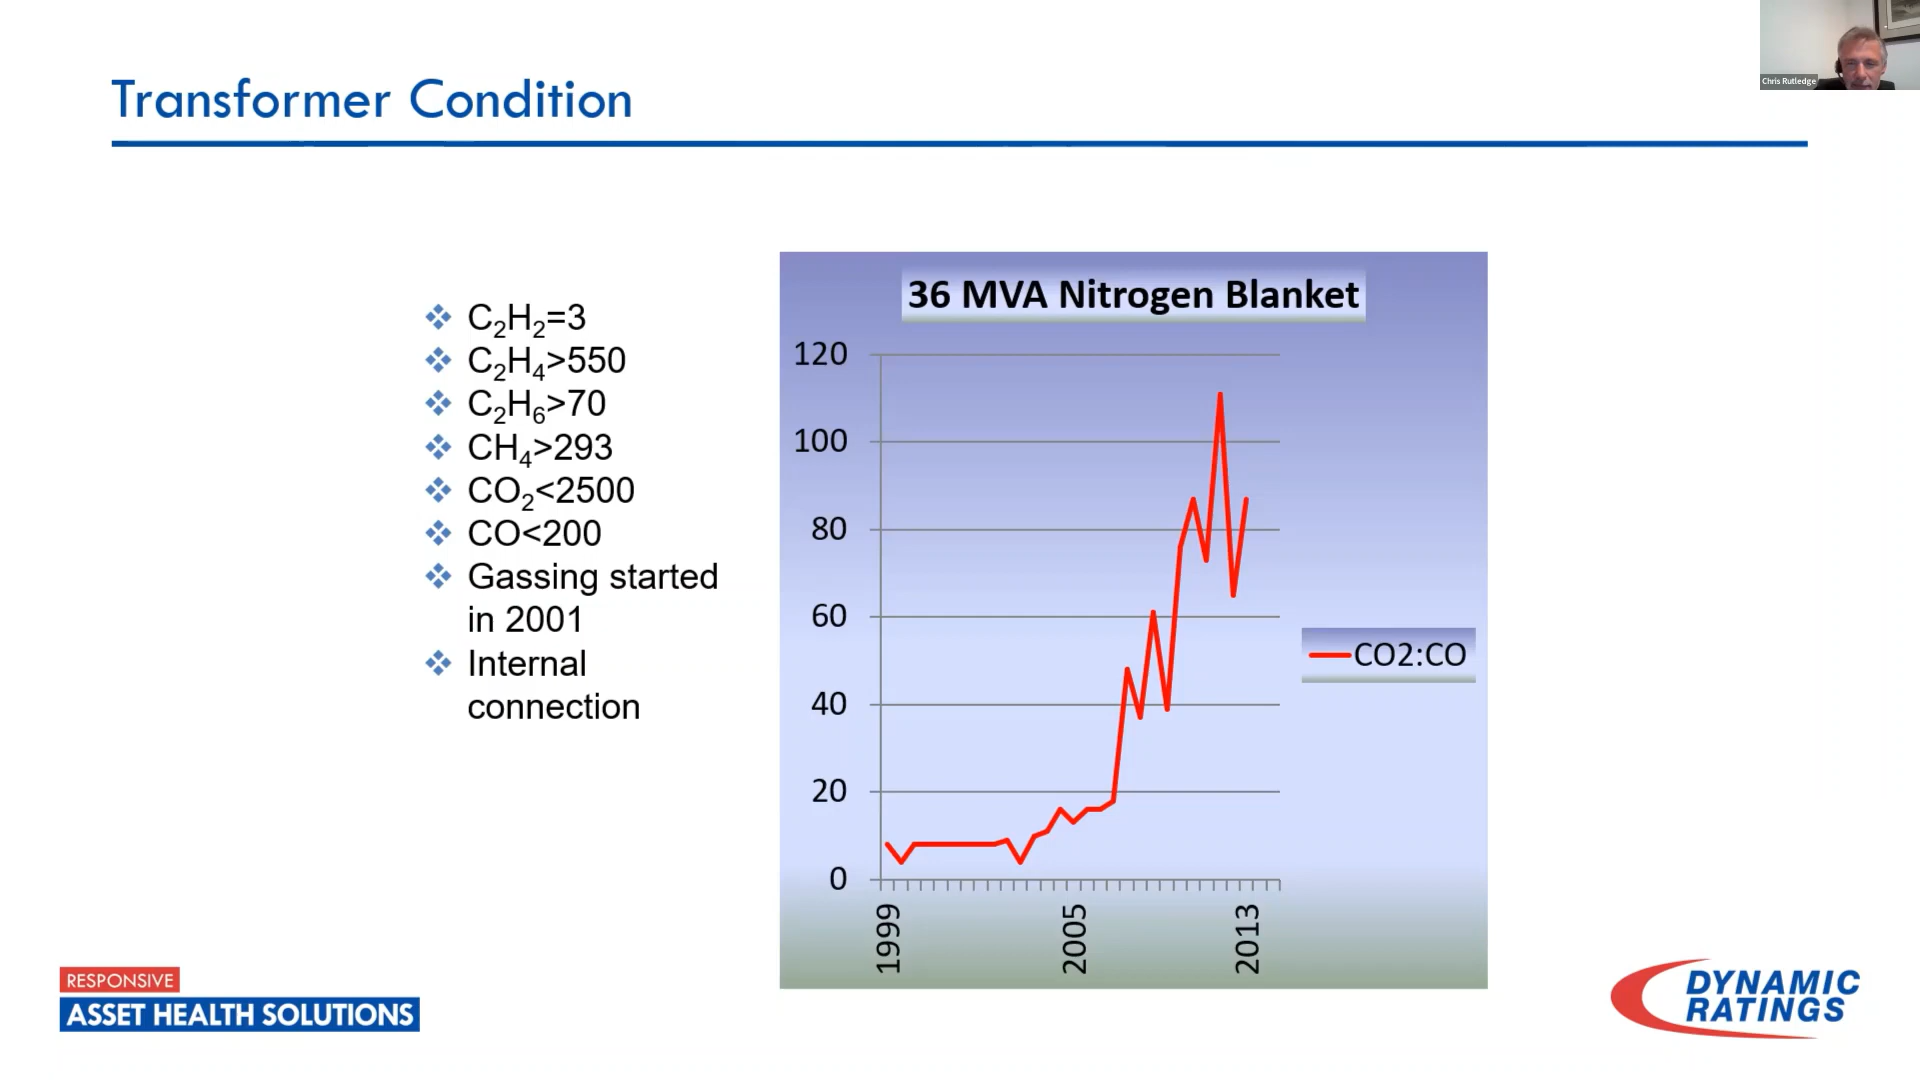 Chris Rutledge
Transformer Condition
C₂H₂=3
C₂H₄>550
C₂H₆>70
CH₄>293
CO₂<2500
CO<200
Gassing started
in 2001
Internal
connection
36 MVA Nitrogen Blanket
120
100
80
60
40
20
0
1999
2005
2013
CO2:CO
RESPONSIVE
ASSET HEALTH SOLUTIONS
DYNAMIC
RATINGS